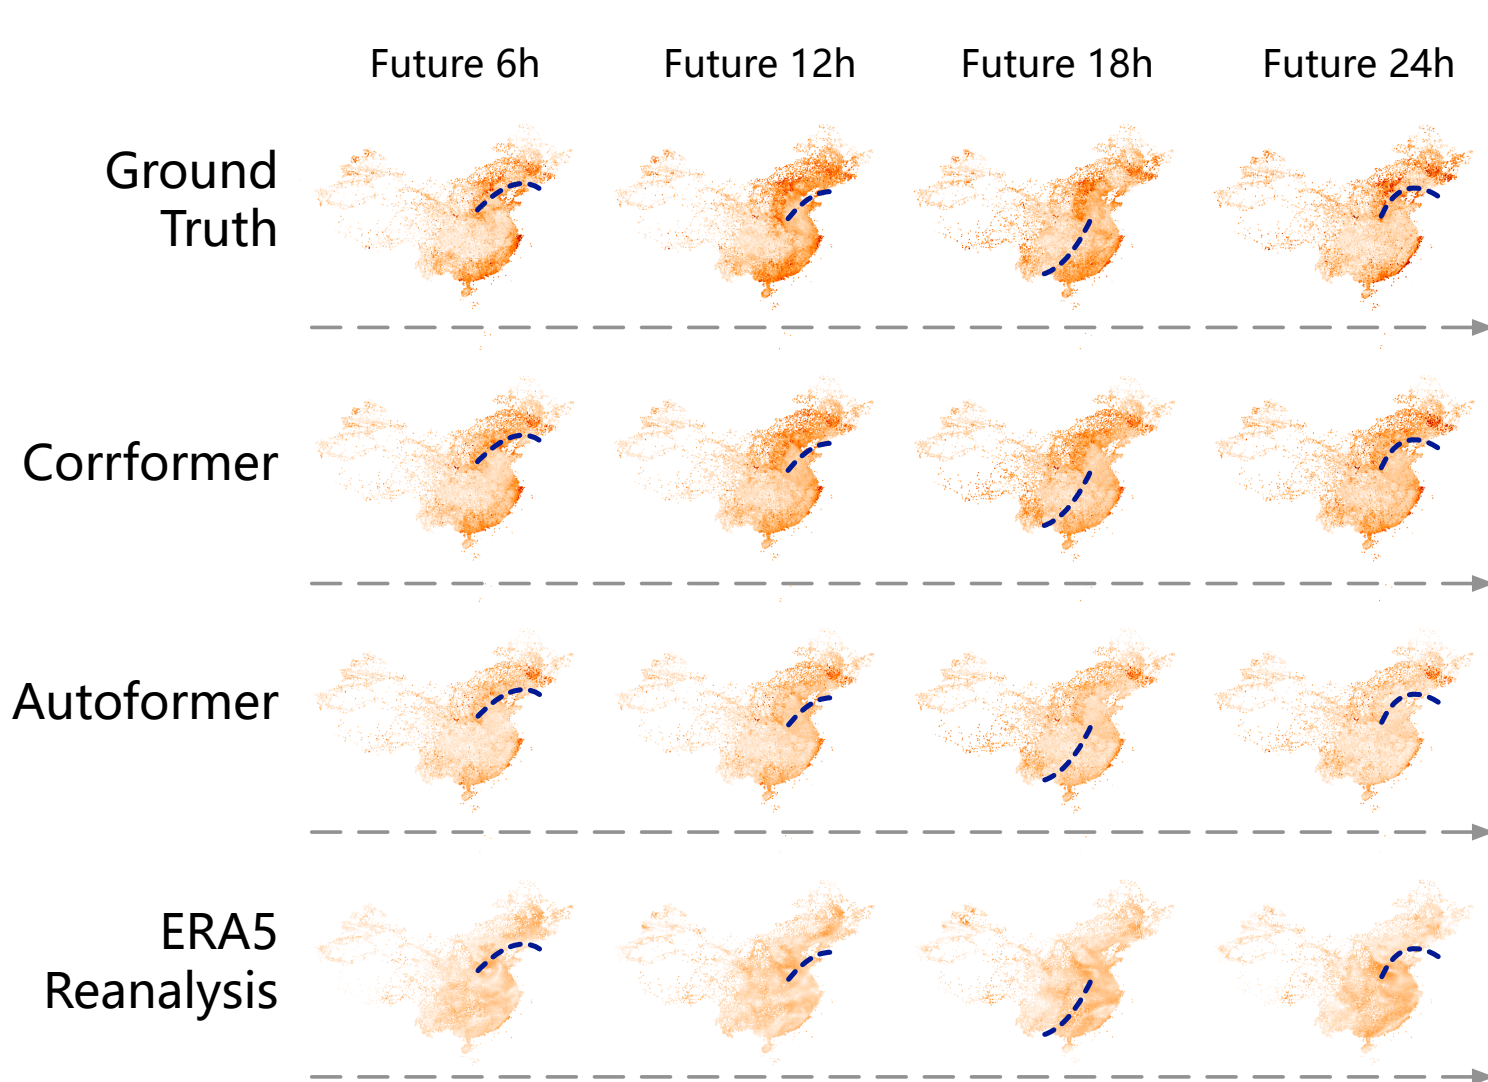 Future 6h
Future 12h
Future 18h
Future 24h
Ground
Truth
Corrformer
Autoformer
ERA5
Reanalysis